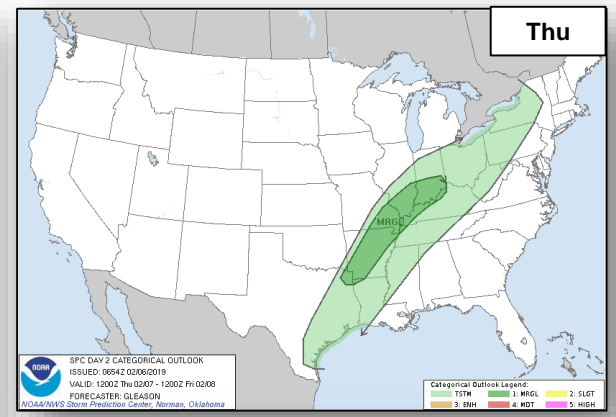 Thu
MRGL
SPC DAY 2 CATEGORICAL OUTLOOK
ISSUED: 0654Z 02/06/2019
VALID: 1200Z Thu 02/07 - 1200Z Fri 02/08
FORECASTER: GLEASON
NOAA/NWS Storm Prediction Center, Norman, Oklahoma
NOAA
Categorical Outlook Legend:
TSTM 1: MRGL 2: SLGT
3: ENH 4: MDT 5: HIGH